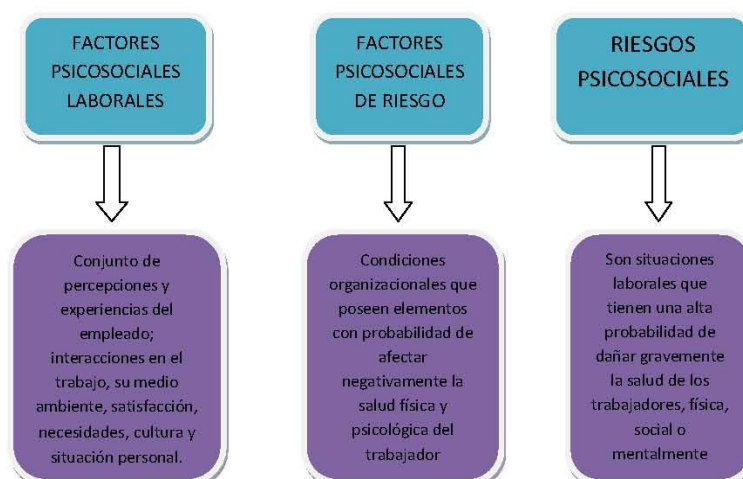 FACTORES
PSICOSOCIALES
LABORALES
FACTORES
PSICOSOCIALES
DE RIESGO
RIESGOS
PSICOSOCIALES
Conjunto de
percepciones y
experiencias del
empleado;
interacciones en el
trabajo, su medio
ambiente, satisfacción,
necesidades, cultura y
situación personal.
Condiciones
organizacionales que
poseen elementos
con probabilidad de
afectar
negativamente la
salud física y
psicológica del
trabajador
Son situaciones
laborales que
tienen una alta
probabilidad de
dañar gravemente
la salud de los
trabajadores, física,
social o
mentalmente